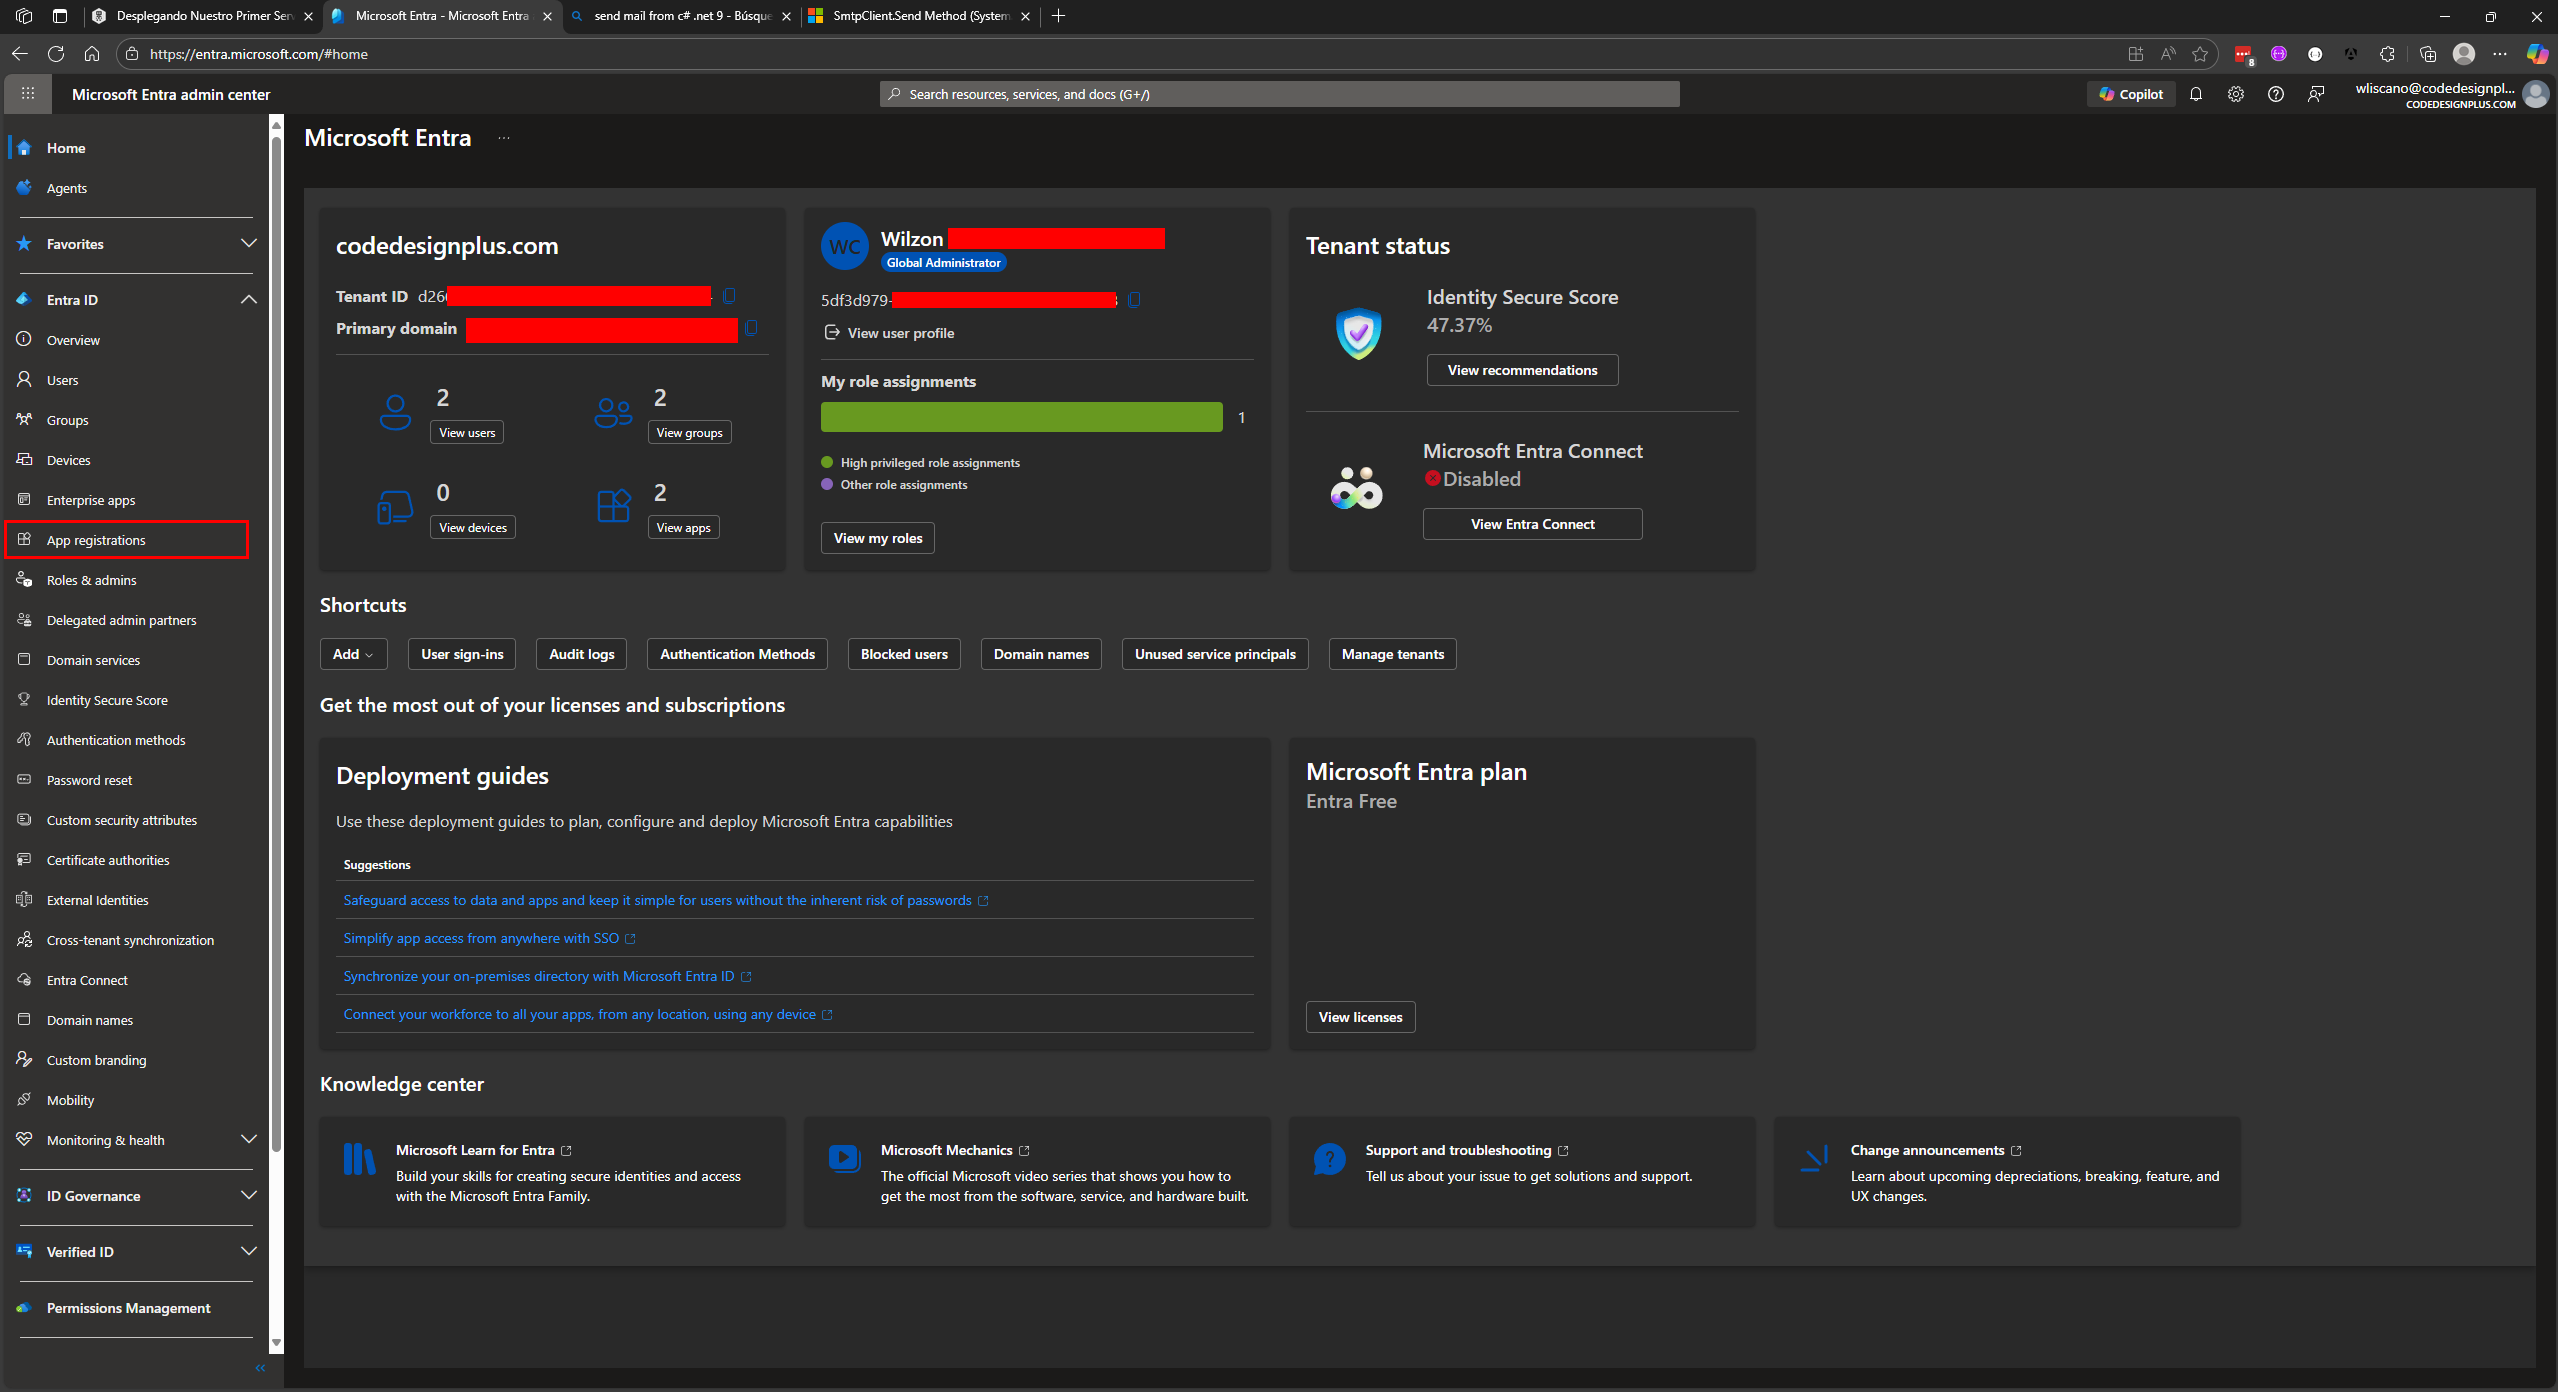 Desplegando Nuestro Primer Ser
Microsoft Entra - Microsoft Entra
send mail from c# .net 9 - Búsque
SmtpClient.Send Method (System.
https://entra.microsoft.com/#home
8
Microsoft Entra admin center
Search resources, services, and docs (G+/)
Copilot
wliscano@codedesignpl...
CODEDESIGNPLUS.COM
Home
Agents
Favorites
Entra ID
Overview
Users
Groups
Devices
Enterprise apps
App registrations
Roles & admins
Delegated admin partners
Domain services
Identity Secure Score
Authentication methods
Password reset
Custom security attributes
Certificate authorities
External Identities
Cross-tenant synchronization
Entra Connect
Domain names
Custom branding
Mobility
Monitoring & health
ID Governance
Verified ID
Permissions Management
Microsoft Entra
codedesignplus.com
Tenant ID d26
Primary domain
2
View users
2
View groups
0
View devices
2
View apps
WC
Wilzon
Global Administrator
5df3d979-
View user profile
My role assignments
1
High privileged role assignments
Other role assignments
View my roles
Tenant status
Identity Secure Score
47.37%
View recommendations
Microsoft Entra Connect
Disabled
View Entra Connect
Shortcuts
Add
User sign-ins
Audit logs
Authentication Methods
Blocked users
Domain names
Unused service principals
Manage tenants
Get the most out of your licenses and subscriptions
Deployment guides
Use these deployment guides to plan, configure and deploy Microsoft Entra capabilities
Suggestions
Safeguard access to data and apps and keep it simple for users without the inherent risk of passwords
Simplify app access from anywhere with SSO
Synchronize your on-premises directory with Microsoft Entra ID
Connect your workforce to all your apps, from any location, using any device
Microsoft Entra plan
Entra Free
View licenses
Knowledge center
Microsoft Learn for Entra
Build your skills for creating secure identities and access
with the Microsoft Entra Family.
Microsoft Mechanics
The official Microsoft video series that shows you how to
get the most from the software, service, and hardware built.
Support and troubleshooting
Tell us about your issue to get solutions and support.
Change announcements
Learn about upcoming depreciations, breaking, feature, and
UX changes.